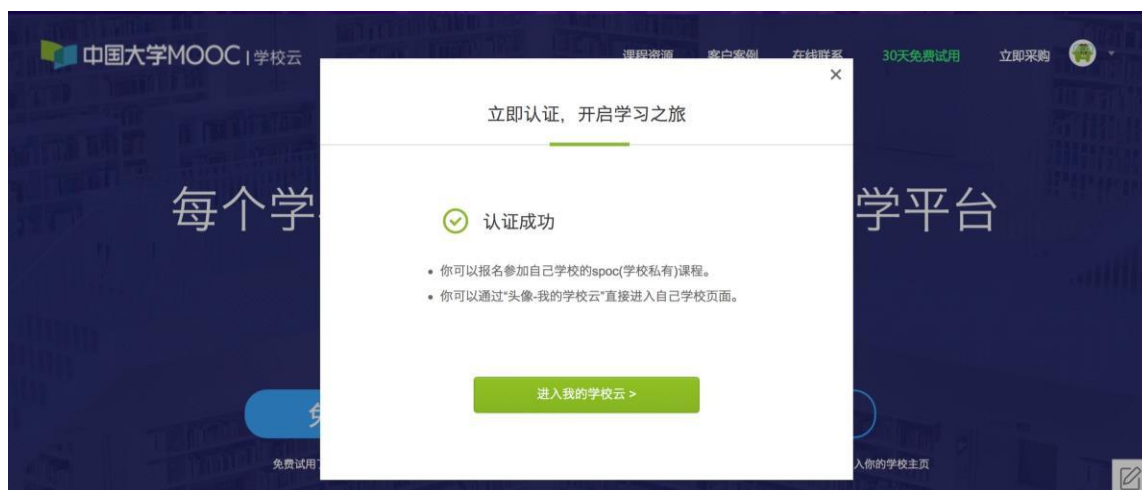 中国大学MOOC | 学校云
课程资源 客户案例 在线联系 30天免费试用 立即采购
×
立即认证，开启学习之旅
每个学
学平台
认证成功
• 你可以报名参加自己学校的spoc(学校私有)课程。
• 你可以通过“头像-我的学校云”直接进入自己学校页面。
进入我的学校云 >
免费试用
入你的学校主页